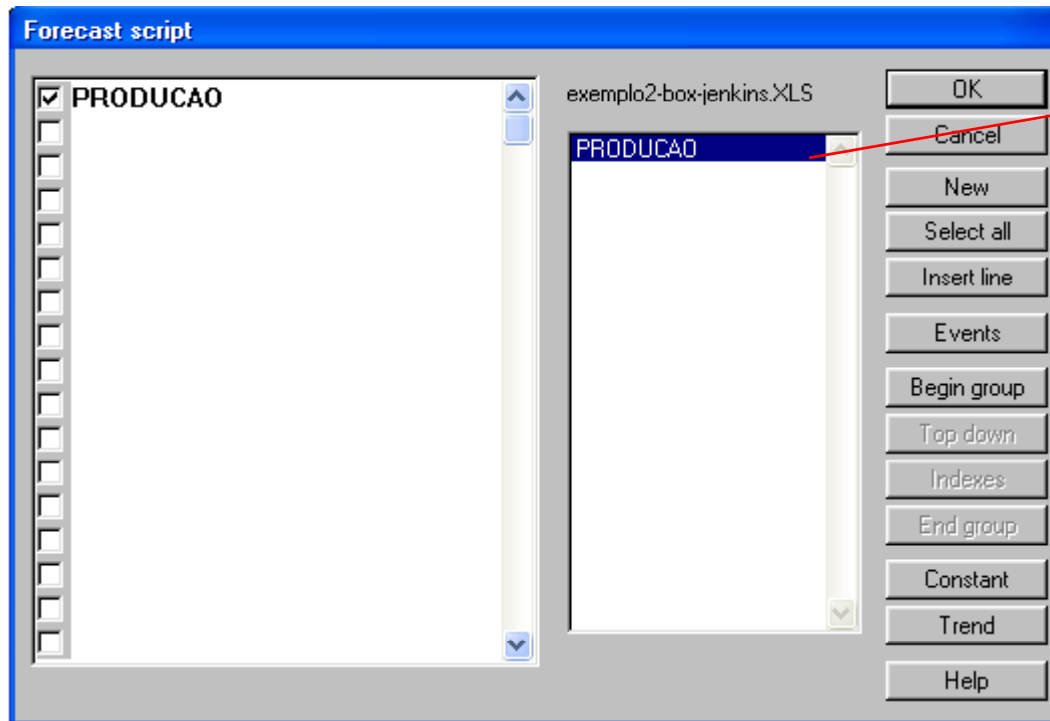 Forecast script
PRODUCAO
exemplo2-box-jenkins.XLS
PRODUCAO
OK
Cancel
New
Select all
Insert line
Events
Begin group
Top down
Indexes
End group
Constant
Trend
Help